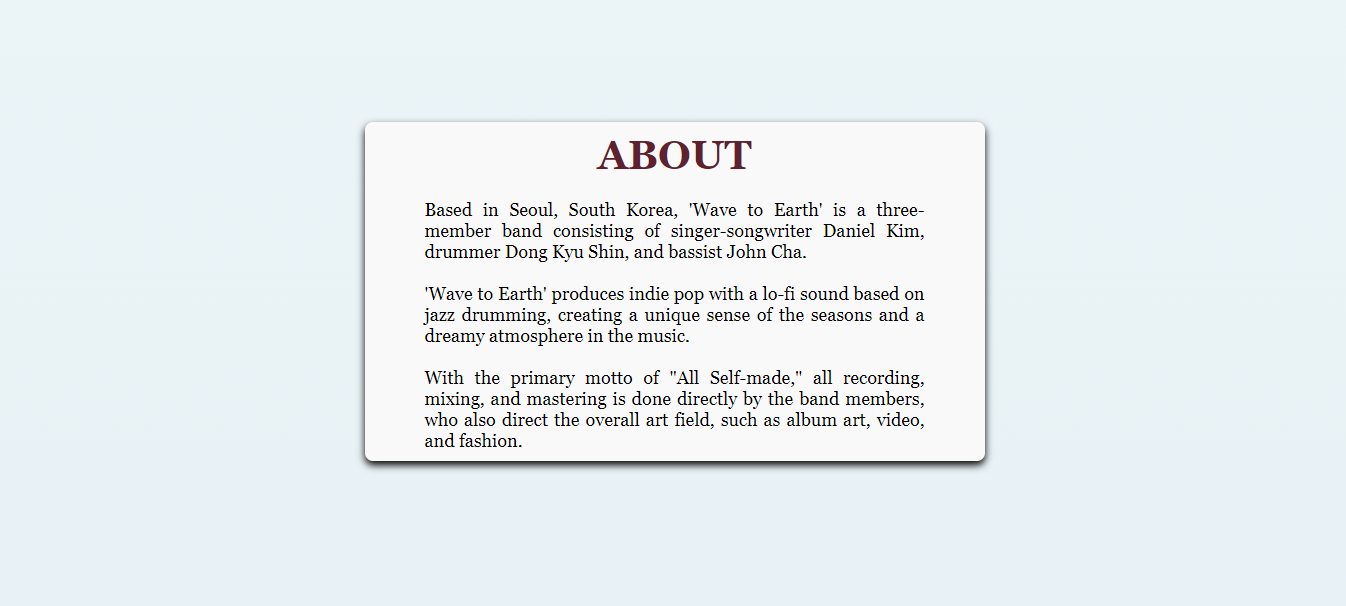 ABOUT
Based in Seoul, South Korea, 'Wave to Earth' is a three-
member band consisting of singer-songwriter Daniel Kim,
drummer Dong Kyu Shin, and bassist John Cha.
'Wave to Earth' produces indie pop with a lo-fi sound based on
jazz drumming, creating a unique sense of the seasons and a
dreamy atmosphere in the music.
With the primary motto of "All Self-made," all recording,
mixing, and mastering is done directly by the band members,
who also direct the overall art field, such as album art, video,
and fashion.